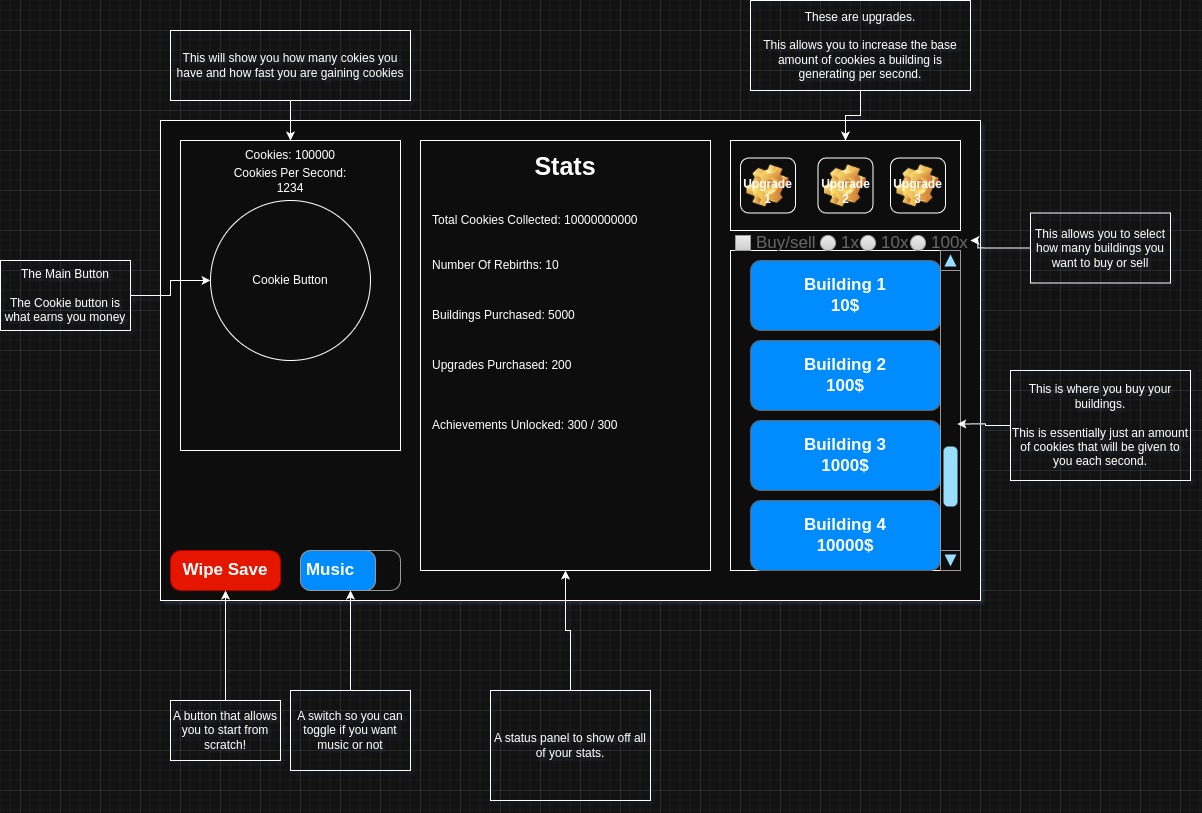 These are upgrades.
This allows you to increase the base
amount of cookies a building is
generating per second.
This will show you how many cokies you
have and how fast you are gaining cookies
Cookies: 100000
Cookies Per Second:
1234
Cookie Button
The Main Button
The Cookie button is
what earns you money
Stats
Total Cookies Collected: 10000000000
Number Of Rebirths: 10
Buildings Purchased: 5000
Upgrades Purchased: 200
Achievements Unlocked: 300 / 300
Upgrade
1
Upgrade
2
Upgrade
3
Buy/sell 1x 10x 100x
This allows you to select
how many buildings you
want to buy or sell
Building 1
10$
Building 2
100$
Building 3
1000$
Building 4
10000$
This is where you buy your
buildings.
This is essentially just an amount
of cookies that will be given to
you each second.
Wipe Save
Music
A button that allows
you to start from
scratch!
A switch so you can
toggle if you want
music or not
A status panel to show off all
of your stats.